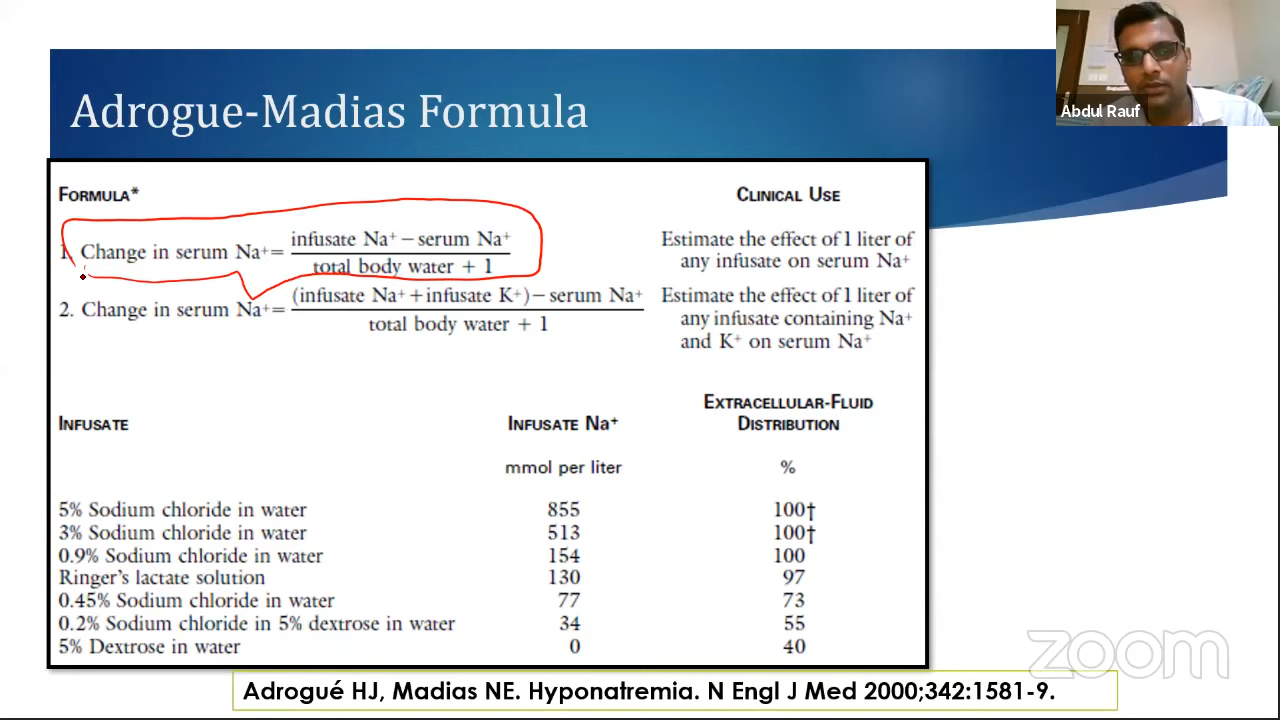 Adrogue-Madias Formula
Abdul Rauf
FORMULA* CLINICAL USE
1. Change in serum Na⁺= infusate Na⁺ − serum Na⁺ / total body water + 1
Estimate the effect of 1 liter of
any infusate on serum Na⁺
2. Change in serum Na⁺= (infusate Na⁺ + infusate K⁺) − serum Na⁺ / total body water + 1
Estimate the effect of 1 liter of
any infusate containing Na⁺
and K⁺ on serum Na⁺
INFUSATE INFUSATE Na⁺ EXTRACELLULAR-FLUID
DISTRIBUTION
mmol per liter %
5% Sodium chloride in water 855 100†
3% Sodium chloride in water 513 100†
0.9% Sodium chloride in water 154 100
Ringer's lactate solution 130 97
0.45% Sodium chloride in water 77 73
0.2% Sodium chloride in 5% dextrose in water 34 55
5% Dextrose in water 0 40
zoom
Adrogué HJ, Madias NE. Hyponatremia. N Engl J Med 2000;342:1581-9.